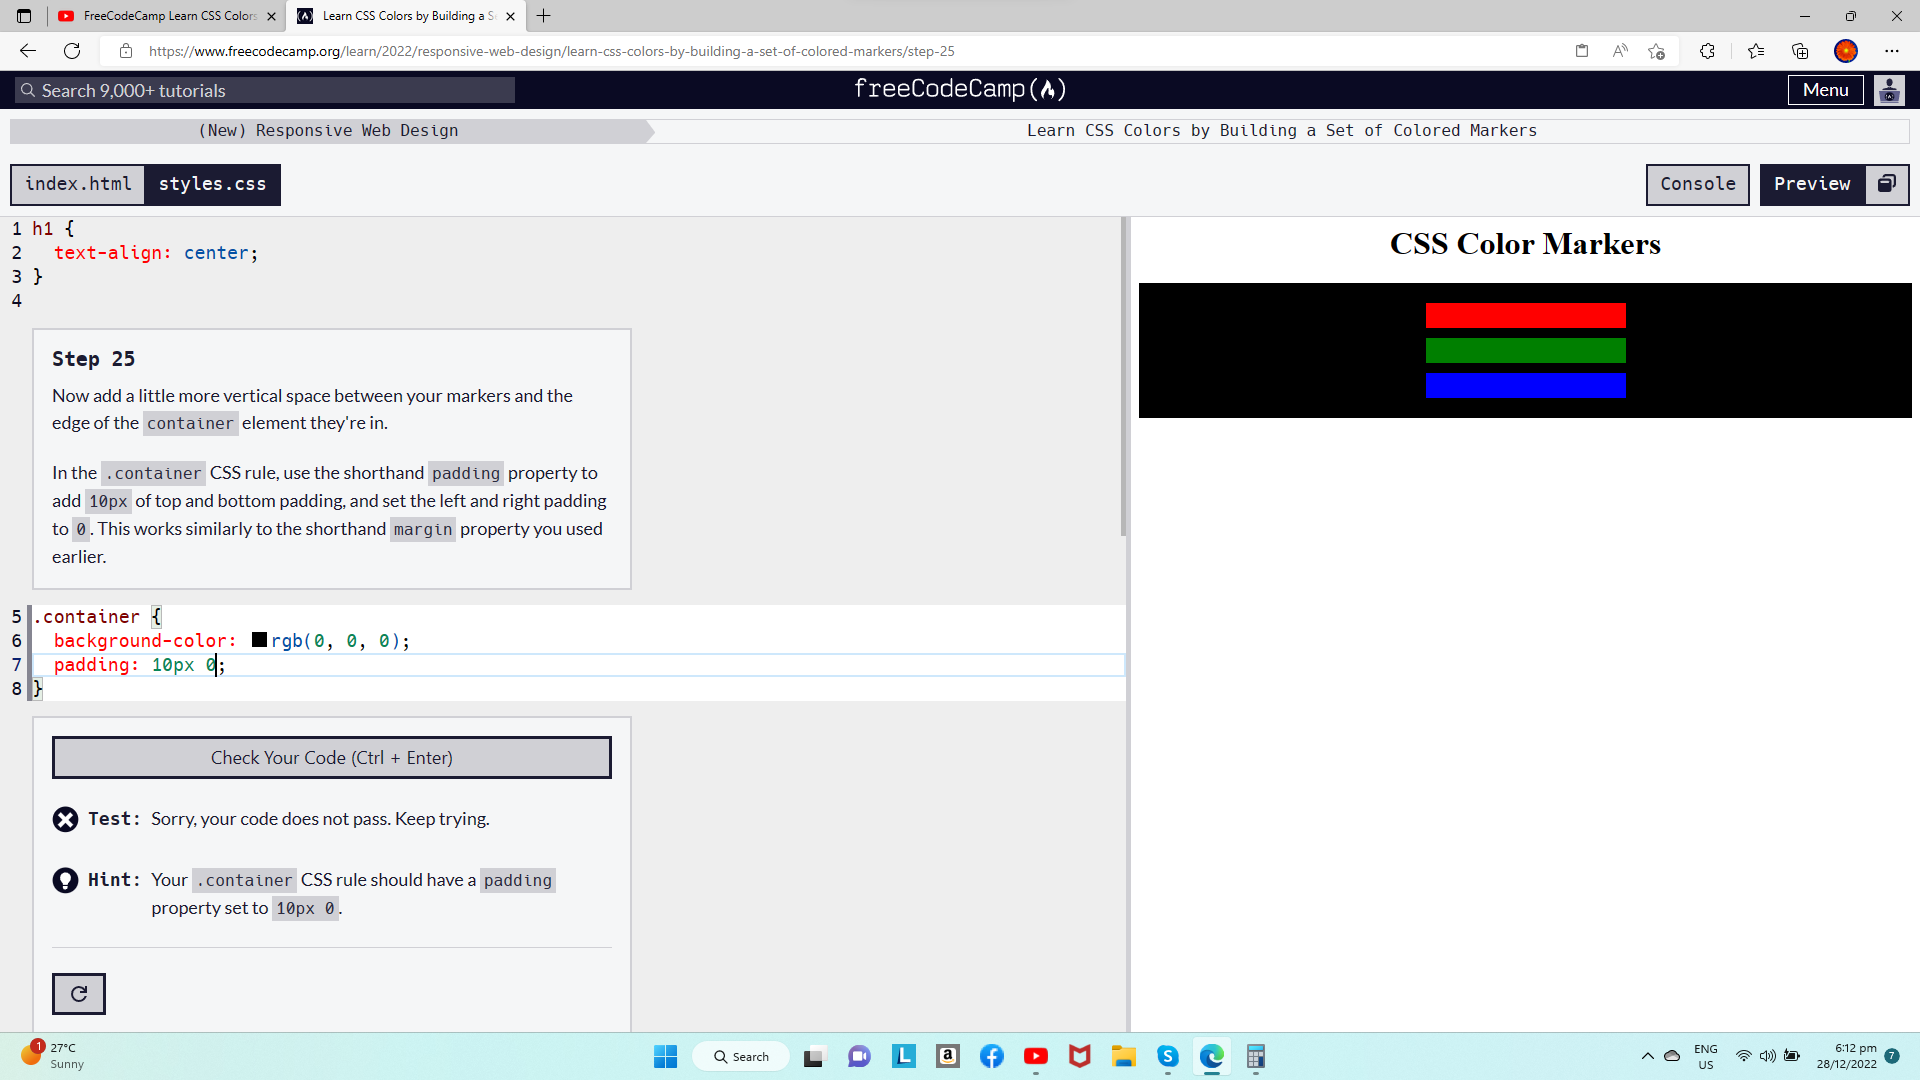 FreeCodeCamp Learn CSS Colors
Learn CSS Colors by Building a Se
https://www.freecodecamp.org/learn/2022/responsive-web-design/learn-css-colors-by-building-a-set-of-colored-markers/step-25
Search 9,000+ tutorials
freeCodeCamp
Menu
(New) Responsive Web Design
Learn CSS Colors by Building a Set of Colored Markers
index.html
styles.css
Console
Preview
1 h1 {
2 text-align: center;
3 }
4
Step 25
Now add a little more vertical space between your markers and the
edge of the container element they're in.
In the .container CSS rule, use the shorthand padding property to
add 10px of top and bottom padding, and set the left and right padding
to 0. This works similarly to the shorthand margin property you used
earlier.
5 .container {
6 background-color: rgb(0, 0, 0);
7 padding: 10px 0;
8 }
Check Your Code (Ctrl + Enter)
Test: Sorry, your code does not pass. Keep trying.
Hint: Your .container CSS rule should have a padding
property set to 10px 0.
CSS Color Markers
1
27°C
Sunny
Search
L
a
S
ENG
US
6:12 pm
28/12/2022
7